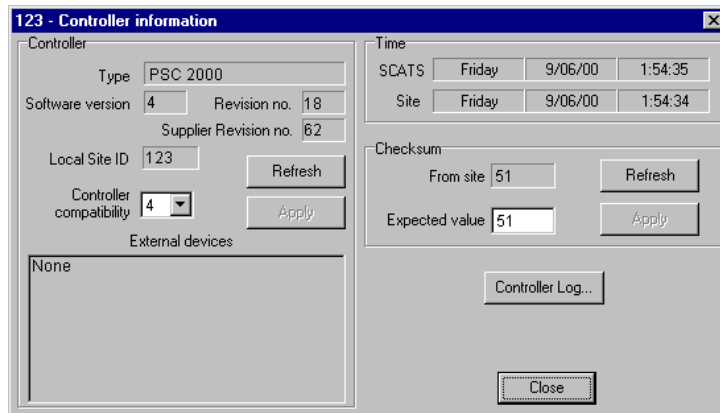 123 - Controller information
Controller
Type PSC 2000
Software version 4 Revision no. 18
Supplier Revision no. 62
Local Site ID 123
Refresh
Controller compatibility 4
Apply
External devices
None
Time
SCATS Friday 9/06/00 1:54:35
Site Friday 9/06/00 1:54:34
Checksum
From site 51 Refresh
Expected value 51 Apply
Controller Log...
Close